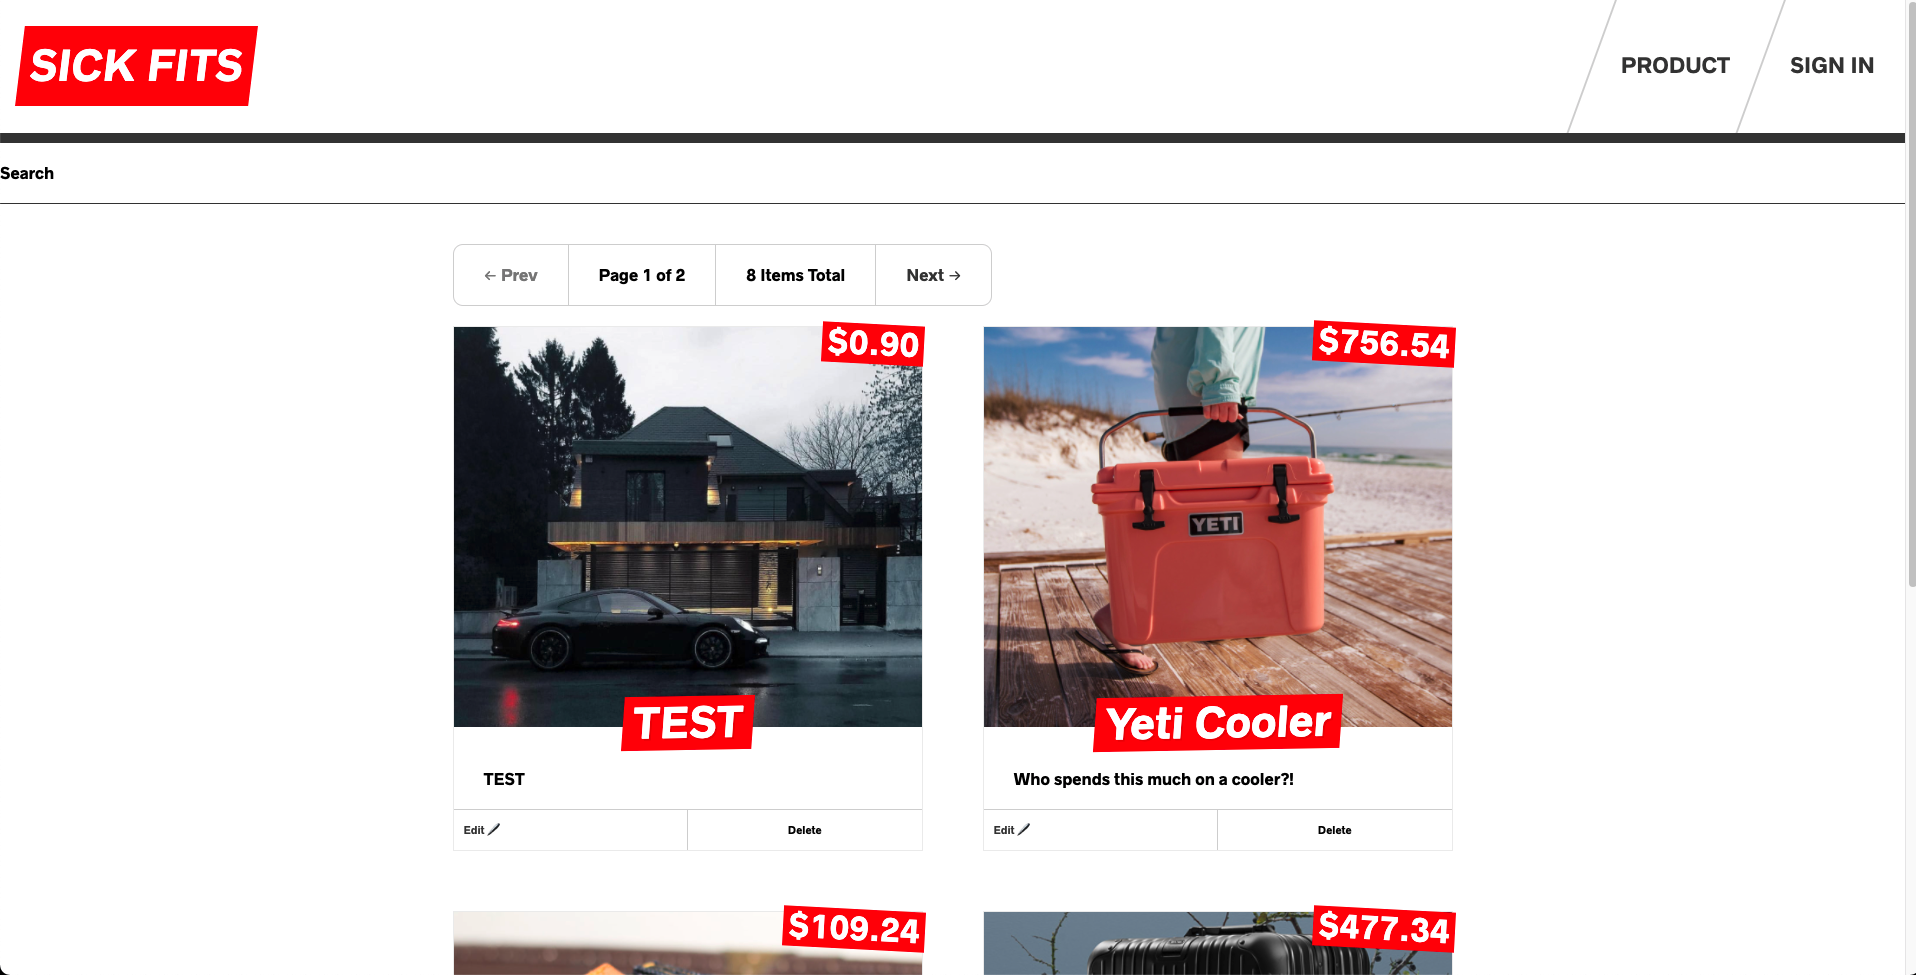 SICK FITS
PRODUCT
SIGN IN
Search
← Prev
Page 1 of 2
8 Items Total
Next →
$0.90
TEST
TEST
Edit
Delete
$756.54
YETI
Yeti Cooler
Who spends this much on a cooler?!
Edit
Delete
$109.24
$477.34